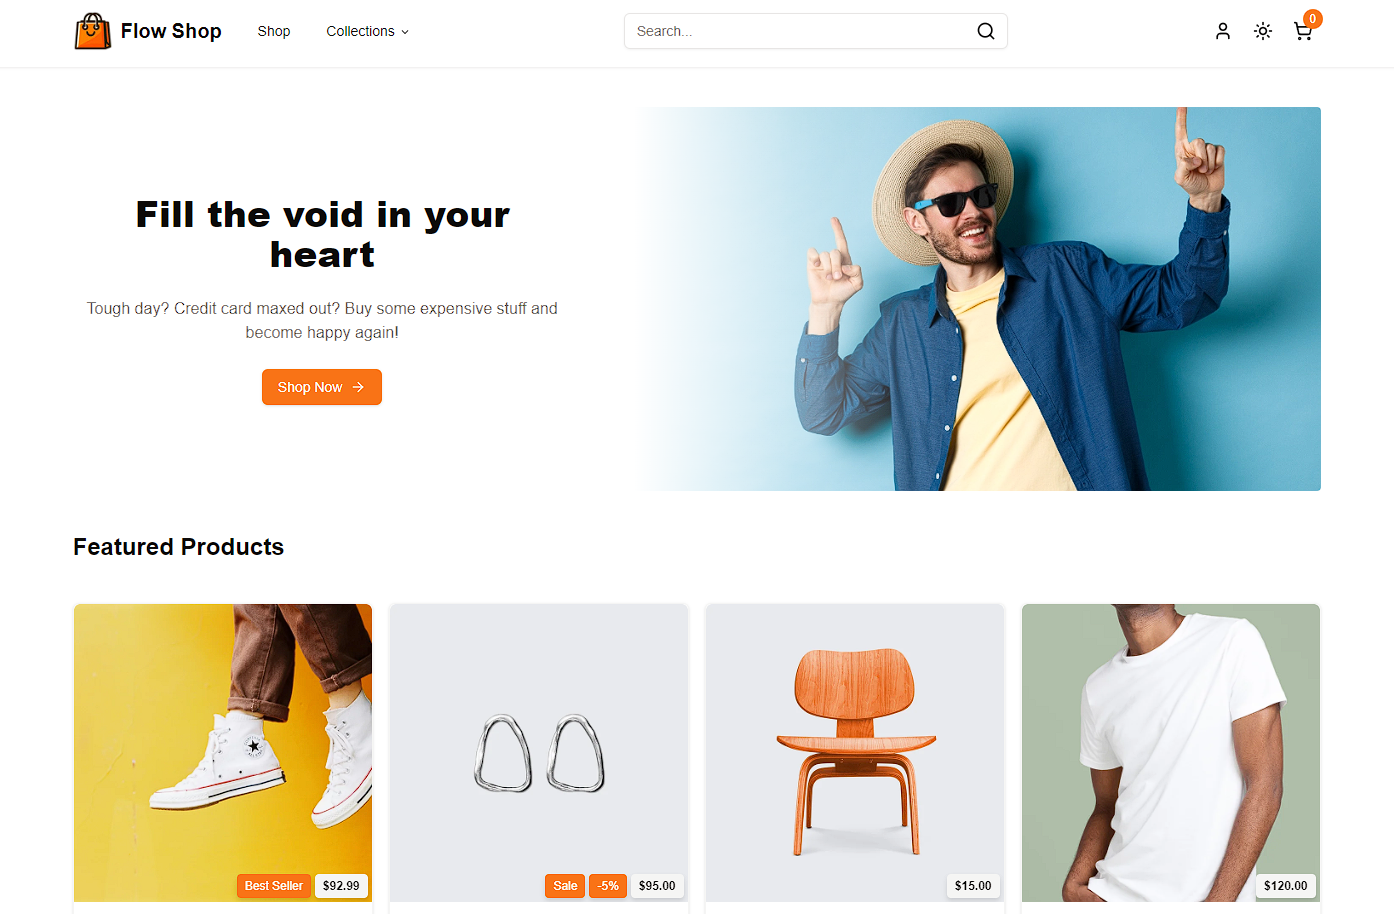 Flow Shop
Shop
Collections
Search...
0
Fill the void in your
heart
Tough day? Credit card maxed out? Buy some expensive stuff and
become happy again!
Shop Now
Featured Products
Best Seller
$92.99
Sale
-5%
$95.00
$15.00
$120.00